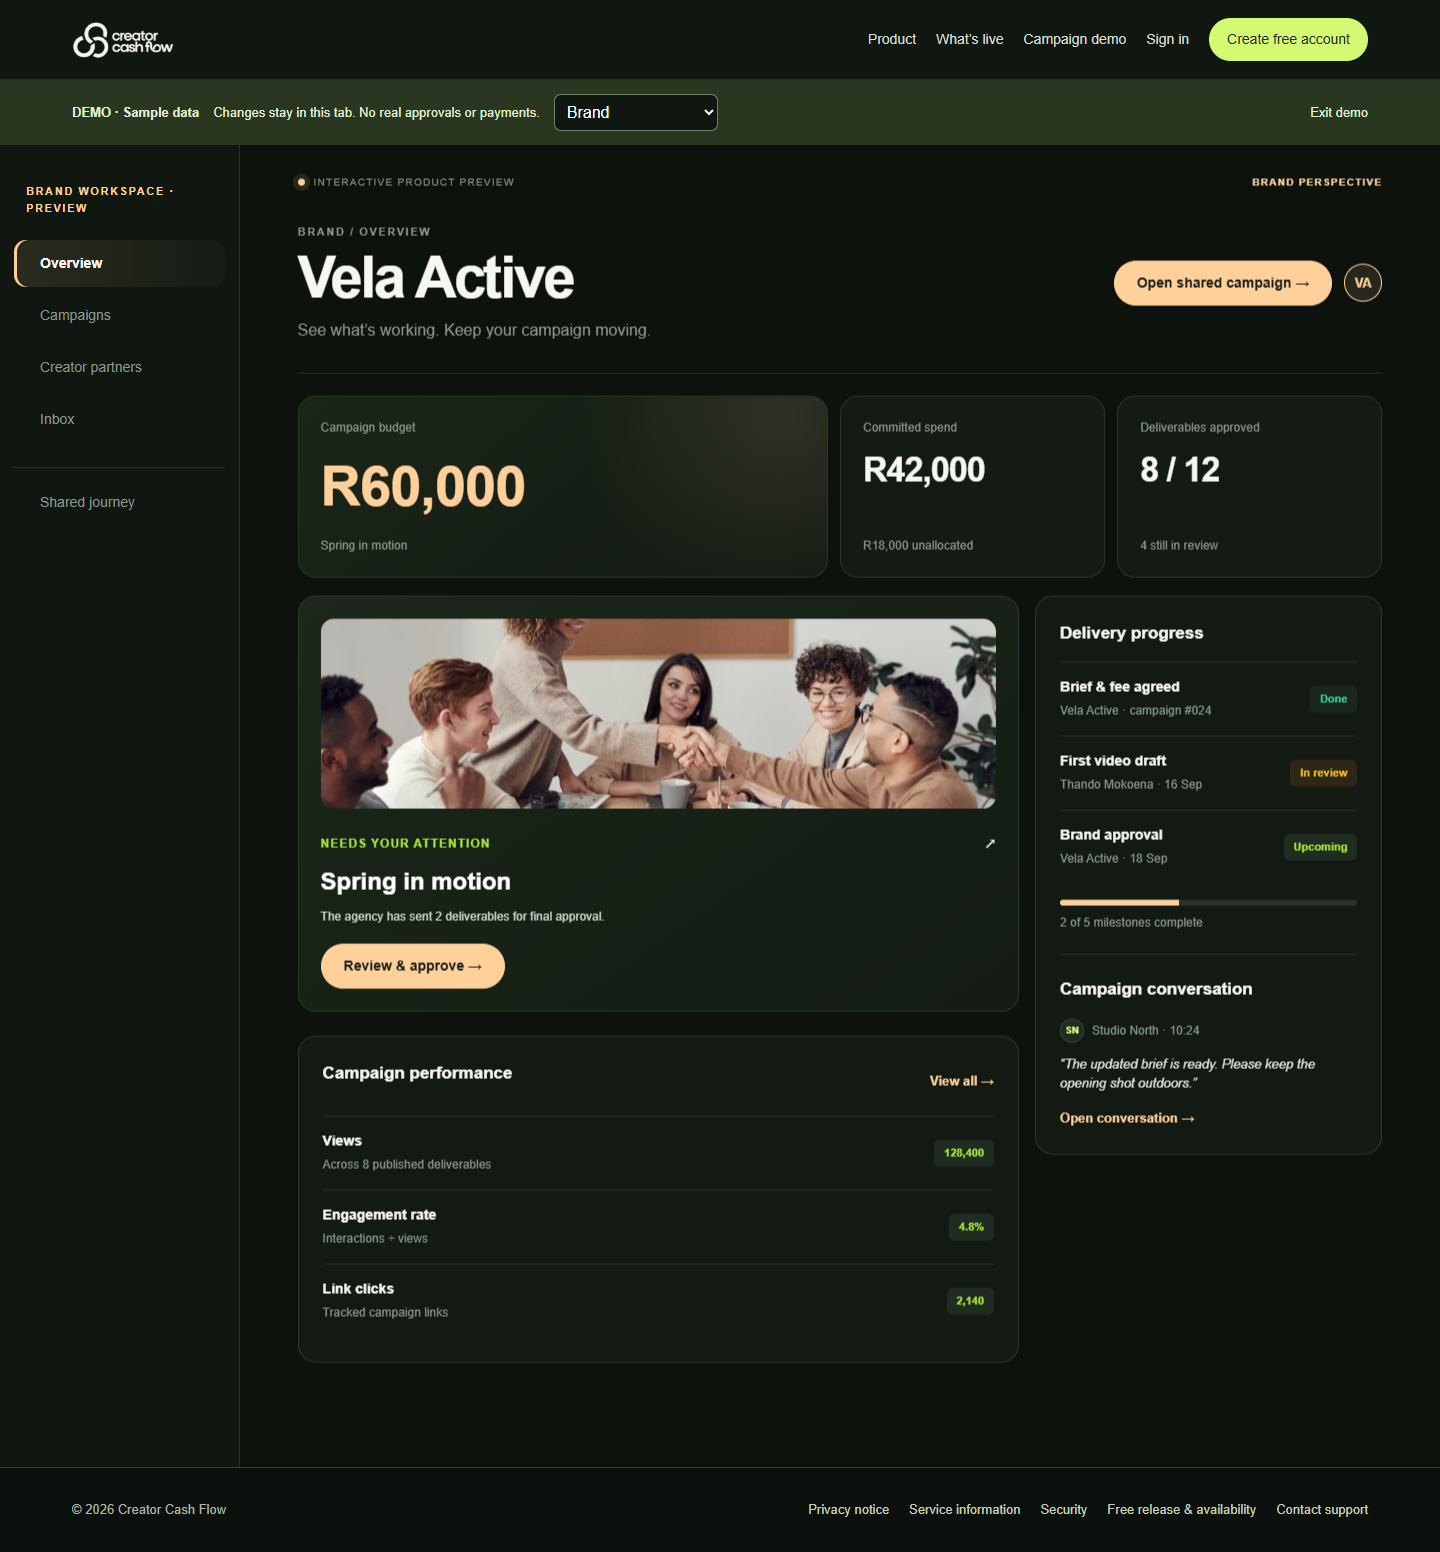 creator
cash flow
Product
What's live
Campaign demo
Sign in
Create free account
DEMO · Sample data
Changes stay in this tab. No real approvals or payments.
Brand
Exit demo
BRAND WORKSPACE ·
PREVIEW
Overview
Campaigns
Creator partners
Inbox
Shared journey
INTERACTIVE PRODUCT PREVIEW
BRAND PERSPECTIVE
BRAND / OVERVIEW
Vela Active
See what's working. Keep your campaign moving.
Open shared campaign →
VA
Campaign budget
R60,000
Spring in motion
Committed spend
R42,000
R18,000 unallocated
Deliverables approved
8 / 12
4 still in review
NEEDS YOUR ATTENTION
↗
Spring in motion
The agency has sent 2 deliverables for final approval.
Review & approve →
Campaign performance
View all →
Views
Across 8 published deliverables
128,400
Engagement rate
Interactions ÷ views
4.8%
Link clicks
Tracked campaign links
2,140
Delivery progress
Brief & fee agreed
Vela Active · campaign #024
Done
First video draft
Thando Mokoena · 16 Sep
In review
Brand approval
Vela Active · 18 Sep
Upcoming
2 of 5 milestones complete
Campaign conversation
SN
Studio North · 10:24
"The updated brief is ready. Please keep the
opening shot outdoors."
Open conversation →
© 2026 Creator Cash Flow
Privacy notice
Service information
Security
Free release & availability
Contact support